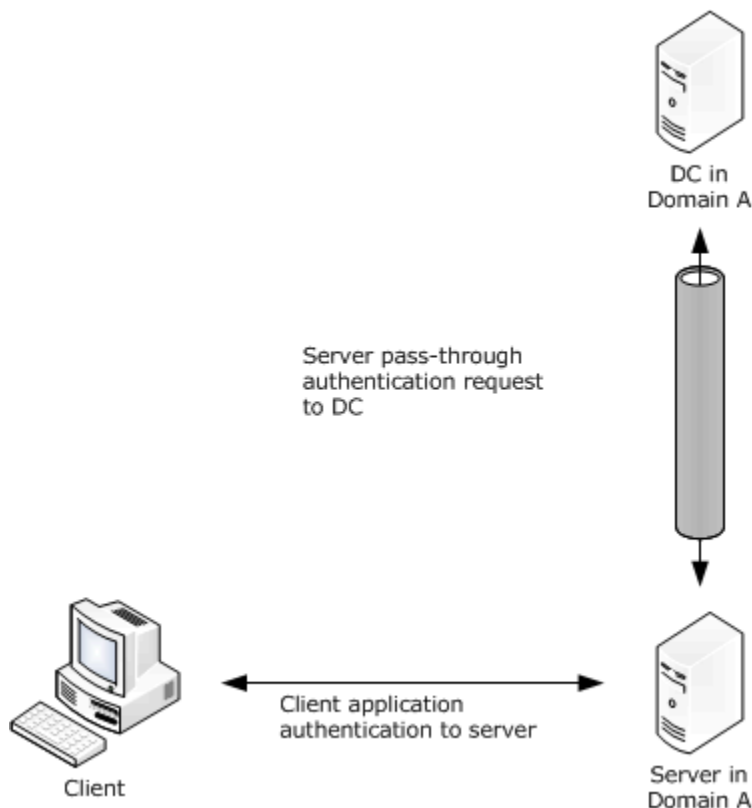 DC in
Domain A
Server pass-through
authentication request
to DC
Client application
authentication to server
Client
Server in
Domain A